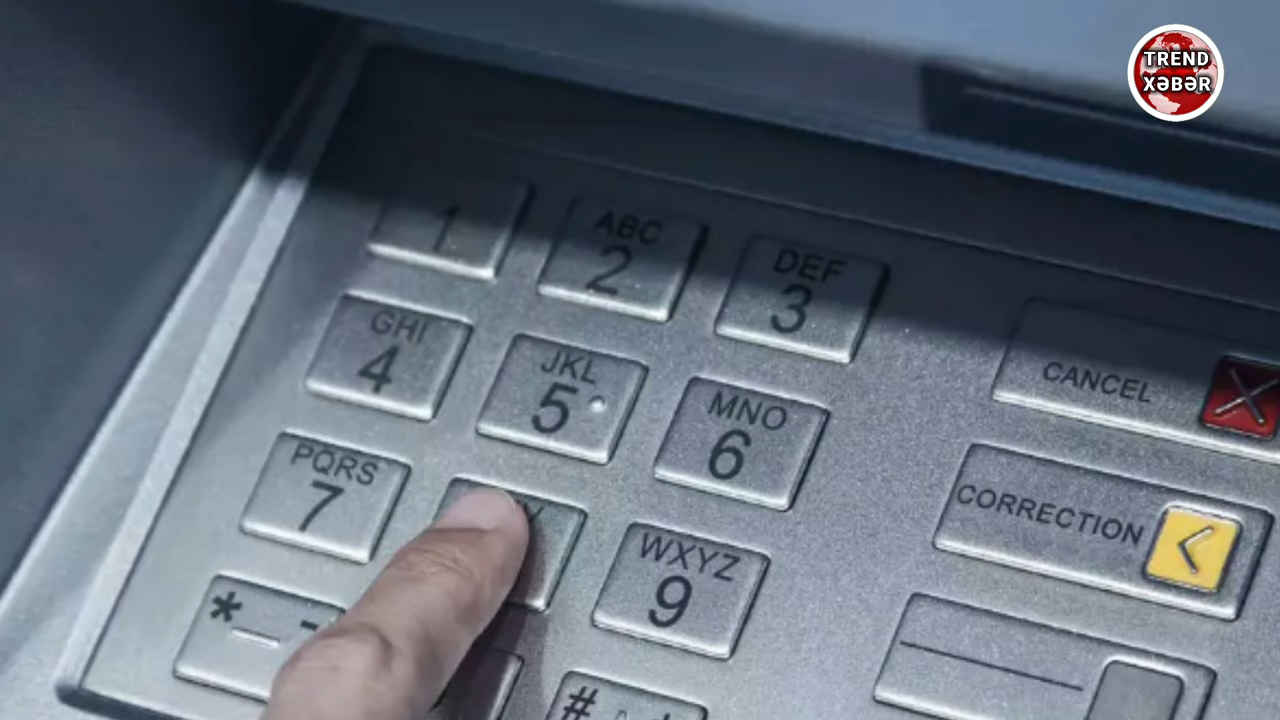 TREND
XƏBƏR
1
ABC
2
DEF
3
CANCEL
GHI
4
JKL
5
MNO
6
CORRECTION
PQRS
7
WXYZ
9
*
#